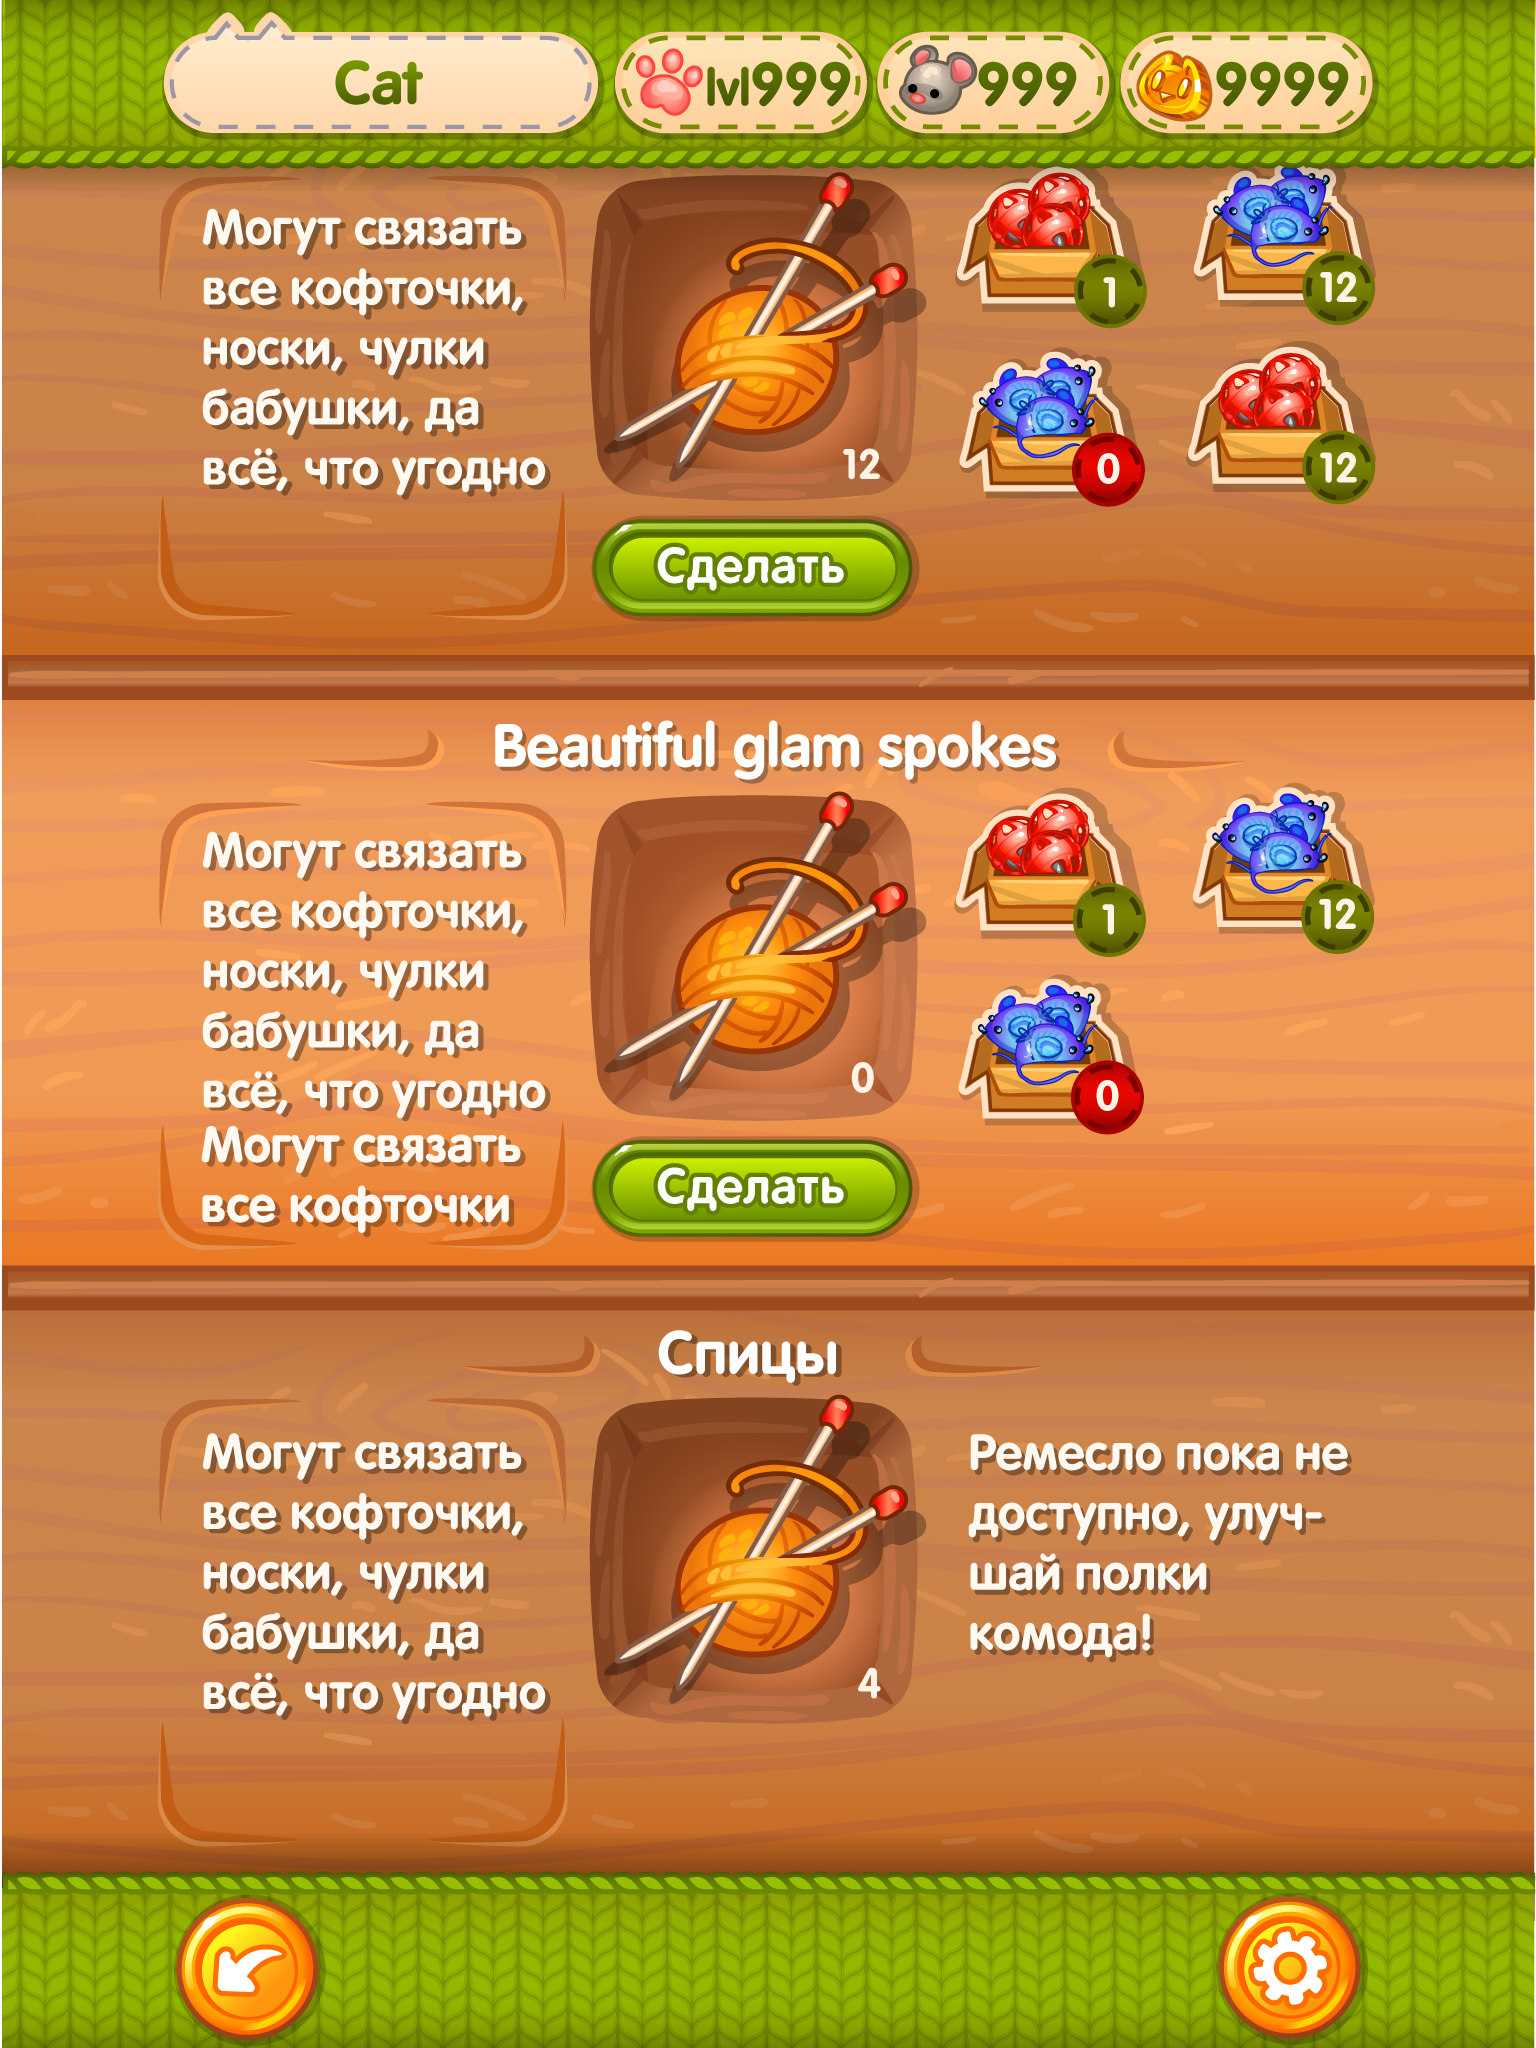 Cat lvl999 999 9999
Могут связать
все кофточки,
носки, чулки
бабушки, да
всё, что угодно
12
1 12
0 12
Сделать
Beautiful glam spokes
Могут связать
все кофточки,
носки, чулки
бабушки, да
всё, что угодно
Могут связать
все кофточки
0
1 12
0
Сделать
Спицы
Могут связать
все кофточки,
носки, чулки
бабушки, да
всё, что угодно
4
Ремесло пока не
доступно, улуч-
шай полки
комода!